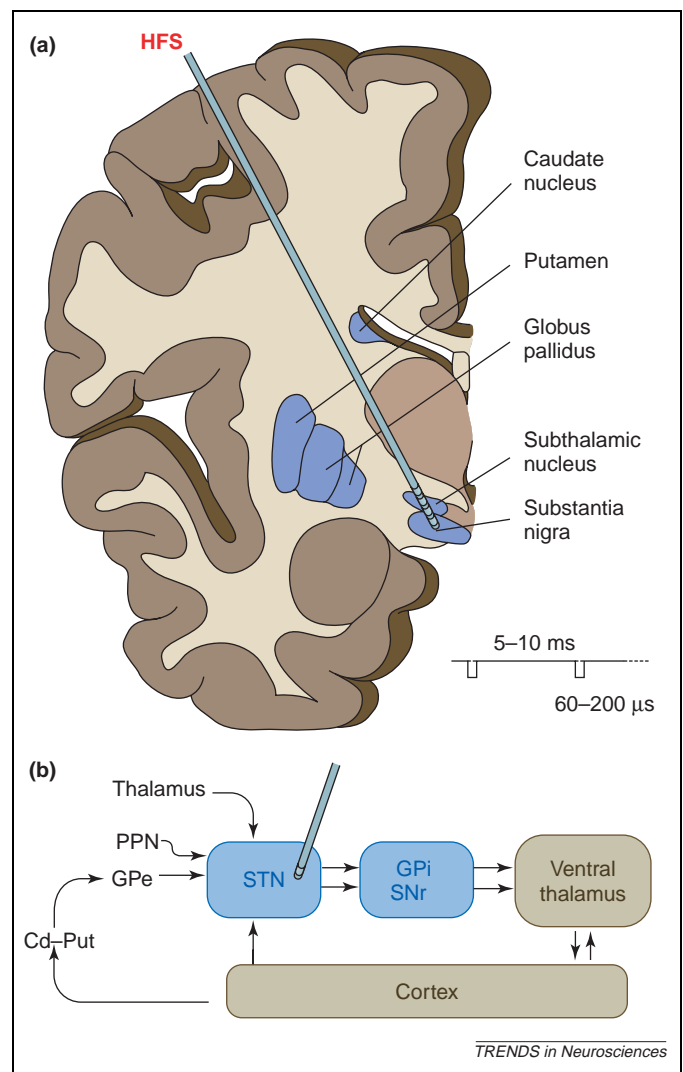 (a)
HFS
Caudate
nucleus
Putamen
Globus
pallidus
Subthalamic
nucleus
Substantia
nigra
5–10 ms
60–200 μs
(b)
Thalamus
PPN
GPe
STN
GPi
SNr
Ventral
thalamus
Cd–Put
Cortex
TRENDS in Neurosciences